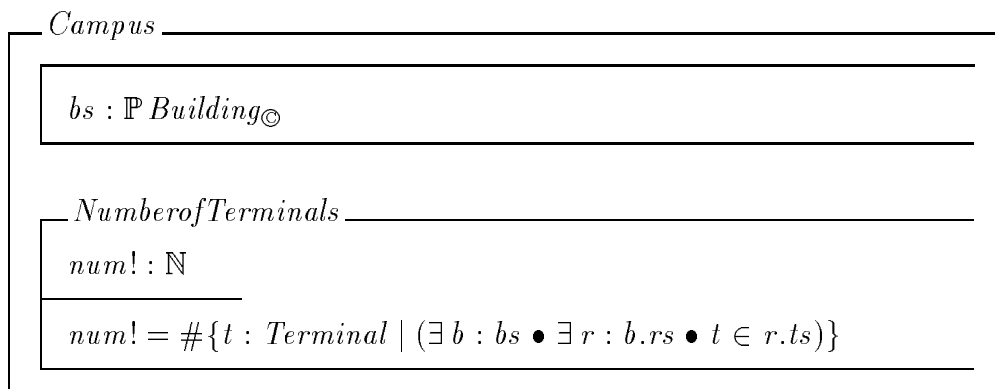 Campus
bs : ℙ Building©
NumberofTerminals
num! : ℕ
num! = #{t : Terminal | (∃ b : bs • ∃ r : b.rs • t ∈ r.ts)}